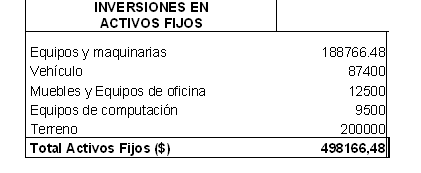 INVERSIONES EN
ACTIVOS FIJOS
Equipos y maquinarias 188766.48
Vehículo 87400
Muebles y Equipos de oficina 12500
Equipos de computación 9500
Terreno 200000
Total Activos Fijos ($) 498166,48